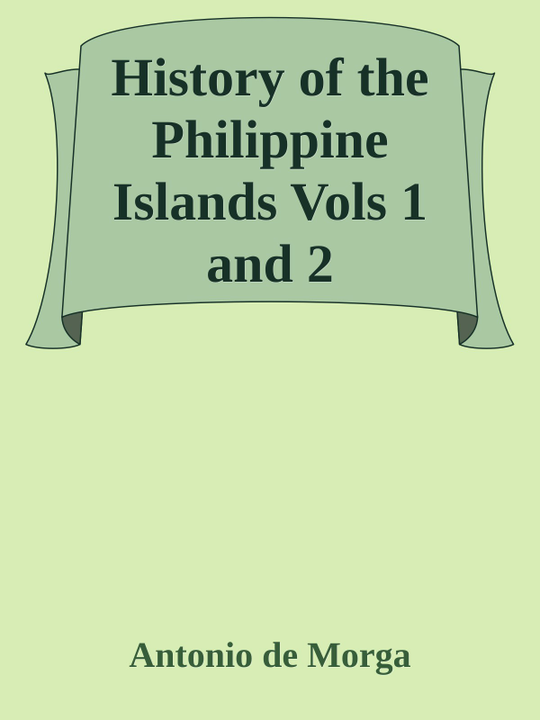 History of the
Philippine
Islands Vols 1
and 2
Antonio de Morga